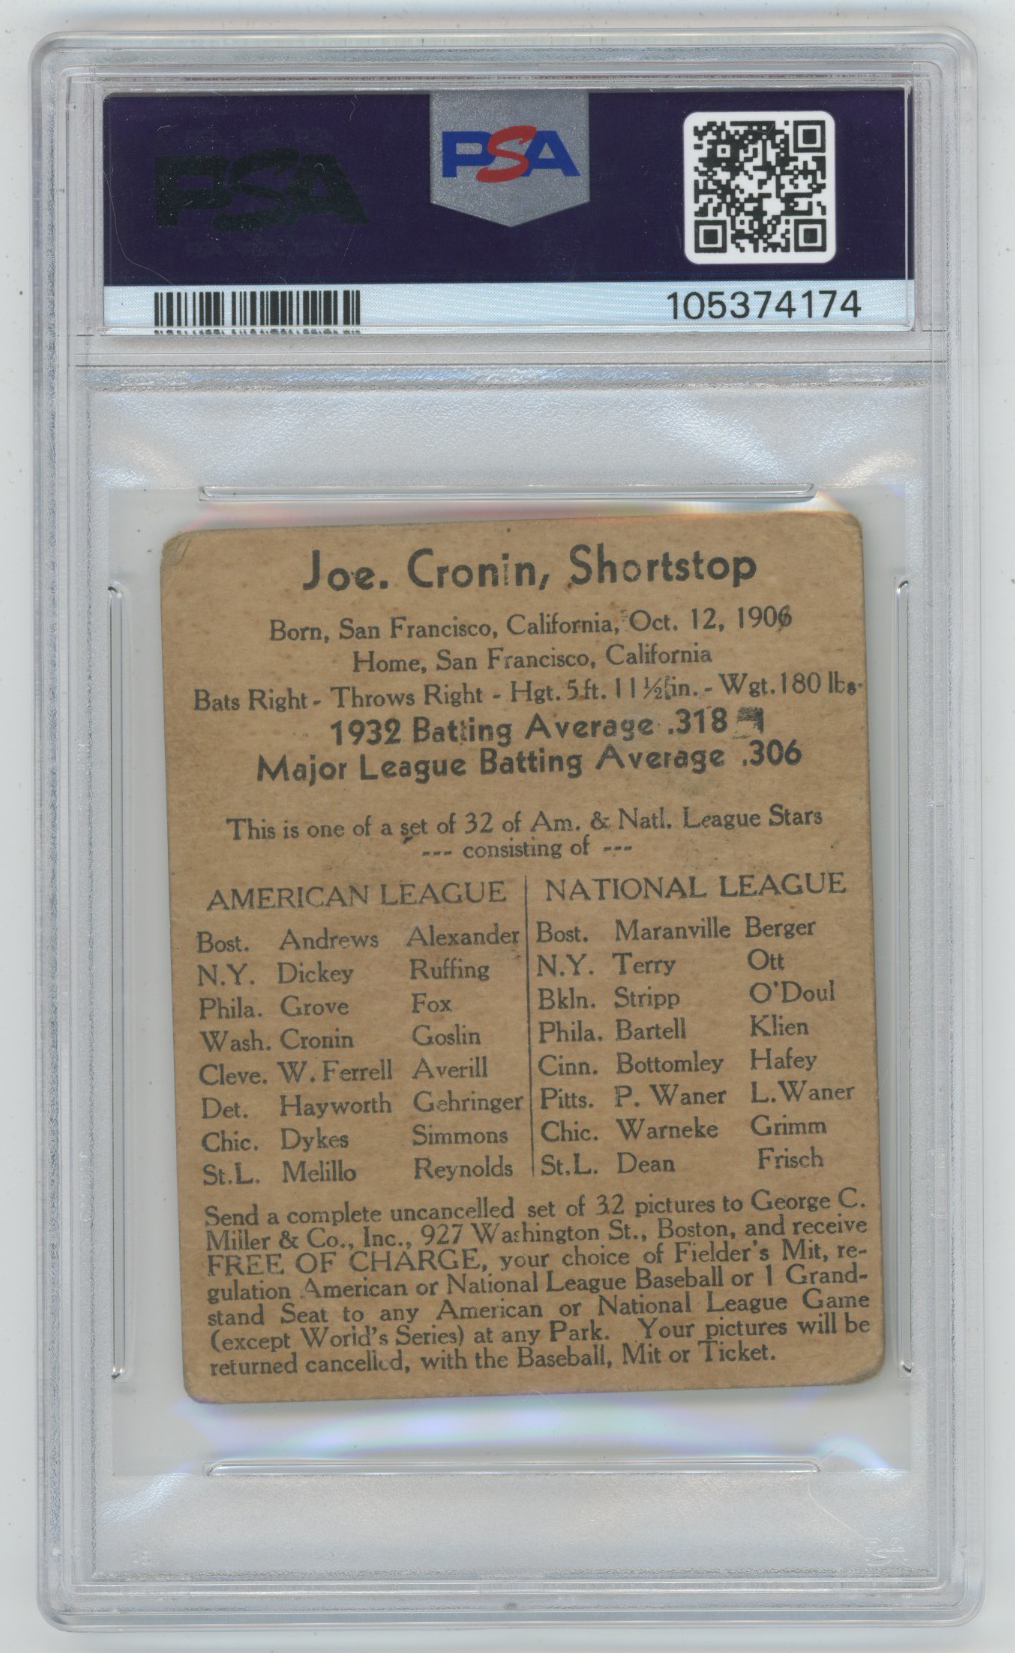 PSA
PSA
105374174
Joe. Cronin, Shortstop
Born, San Francisco, California, Oct. 12, 1906
Home, San Francisco, California
Bats Right - Throws Right - Hgt. 5 ft. 11 ½ in. - Wgt. 180 lbs.
1932 Batting Average .318
Major League Batting Average .306
This is one of a set of 32 of Am. & Natl. League Stars
--- consisting of ---
AMERICAN LEAGUE NATIONAL LEAGUE
Bost. Andrews Alexander Bost. Maranville Berger
N.Y. Dickey Ruffing N.Y. Terry Ott
Phila. Grove Fox Bkln. Stripp O'Doul
Wash. Cronin Goslin Phila. Bartell Klien
Cleve. W. Ferrell Averill Cinn. Bottomley Hafey
Det. Hayworth Gehringer Pitts. P. Waner L. Waner
Chic. Dykes Simmons Chic. Warneke Grimm
St.L. Melillo Reynolds St.L. Dean Frisch
Send a complete uncancelled set of 32 pictures to George C.
Miller & Co., Inc., 927 Washington St., Boston, and receive
FREE OF CHARGE, your choice of Fielder's Mit, re-
gulation American or National League Baseball or 1 Grand-
stand Seat to any American or National League Game
(except World's Series) at any Park. Your pictures will be
returned cancelled, with the Baseball, Mit or Ticket.